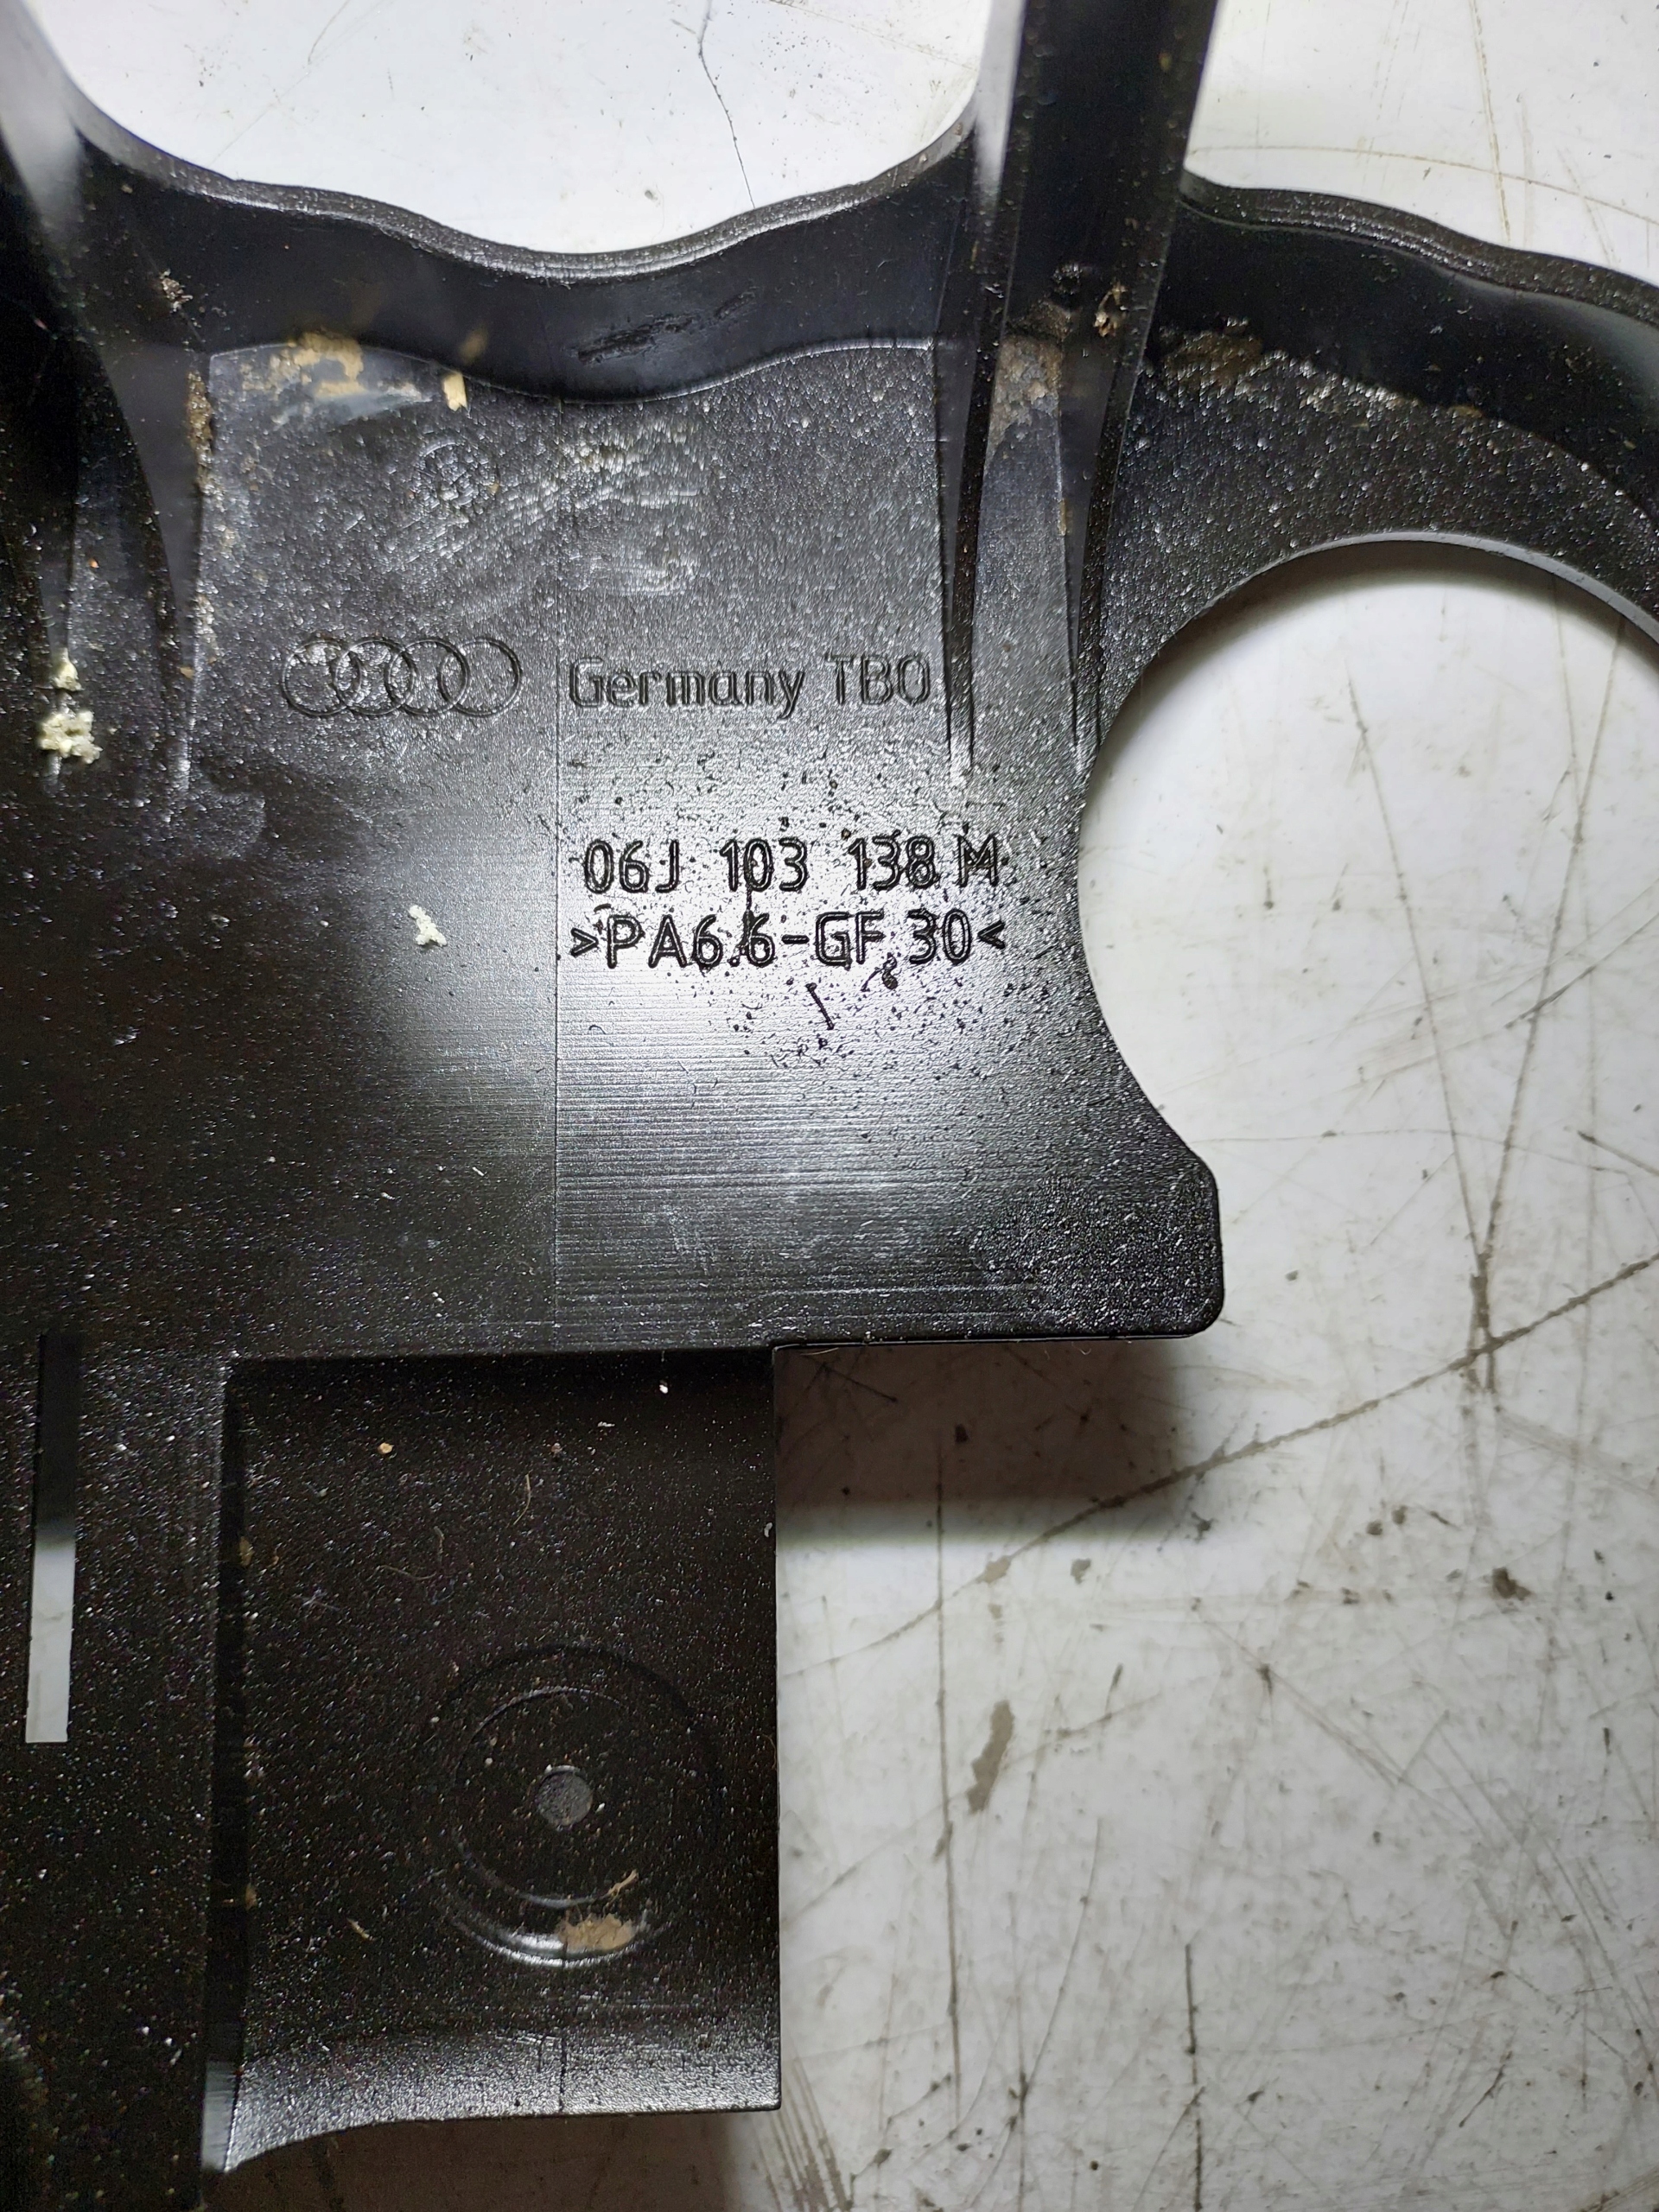 Germany TBO
06J 103 138 M
>PA6.6-GF 30<